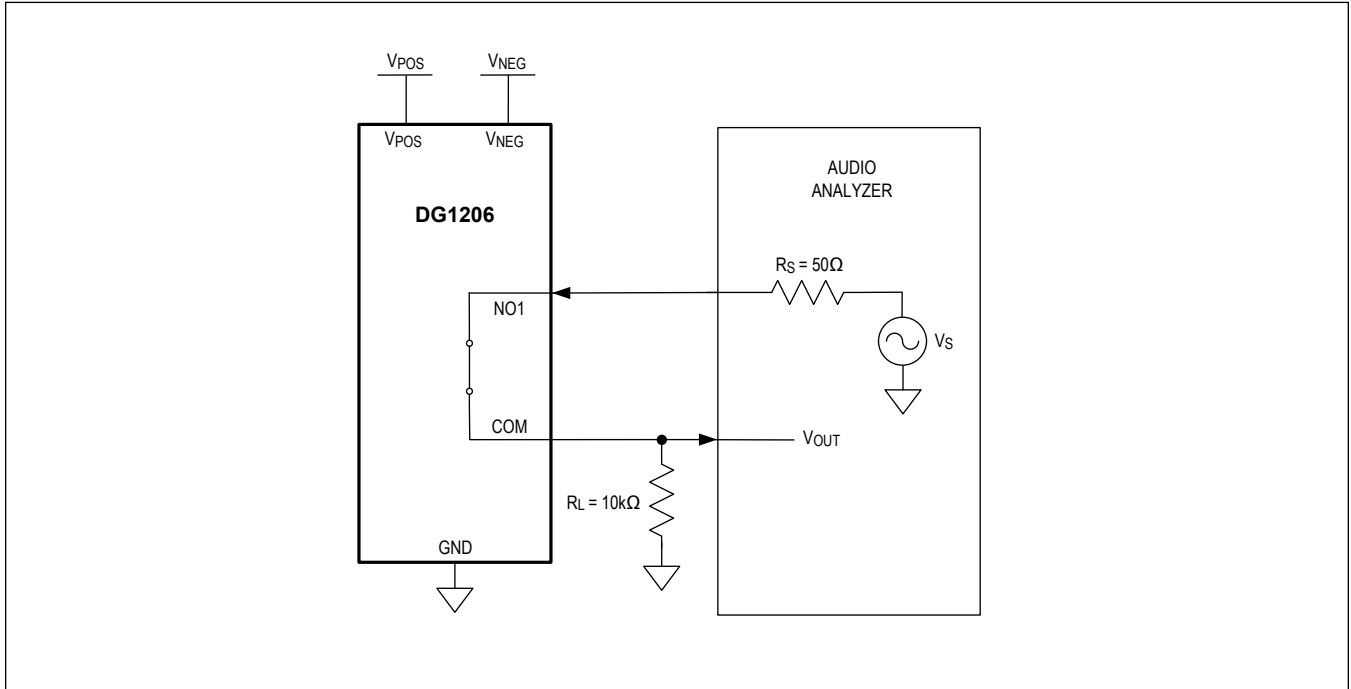 VPOS VNEG
VPOS VNEG
DG1206
AUDIO
ANALYZER
RS = 50Ω
NO1
VS
COM
VOUT
RL = 10kΩ
GND